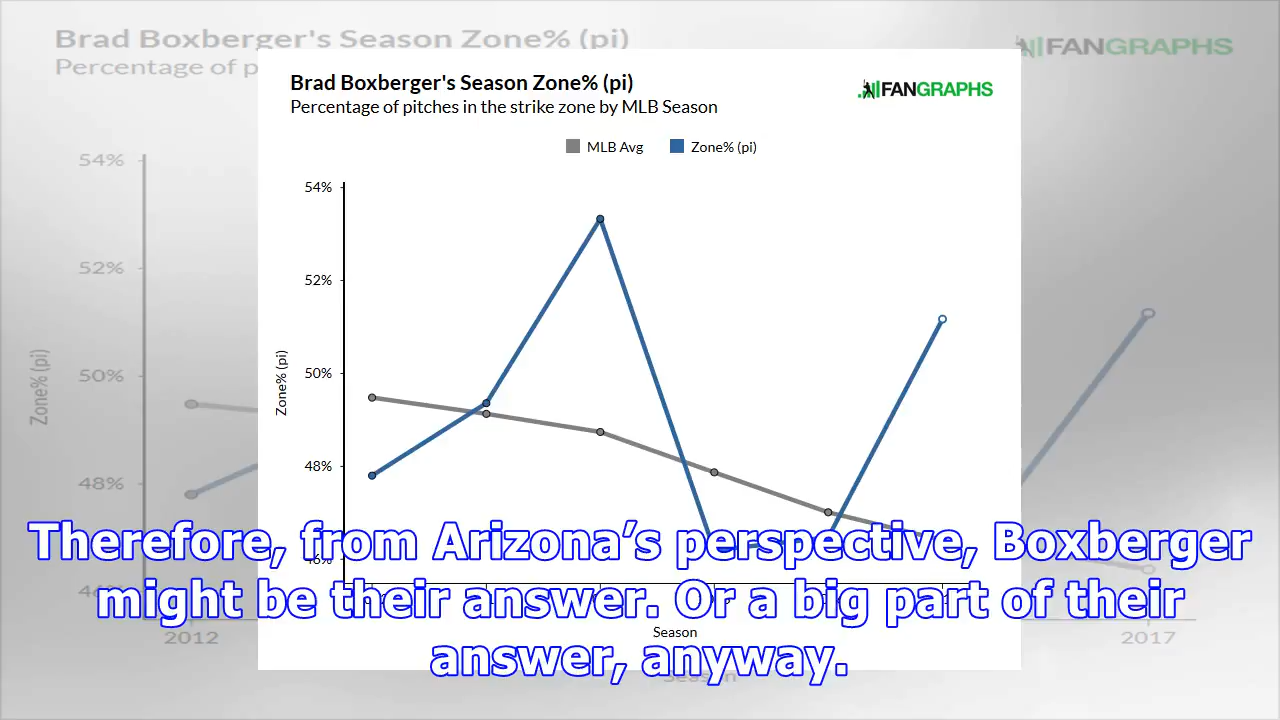 Brad Boxberger's Season Zone% (pi)
FANGRAPHS
Percentage of p
Brad Boxberger's Season Zone% (pi)
Percentage of pitches in the strike zone by MLB Season
FANGRAPHS
MLB Avg
Zone% (pi)
54%
52%
50%
48%
Zone% (pi)
54%
52%
50%
48%
Zone% (pi)
Therefore, from Arizona’s perspective, Boxberger
might be their answer. Or a big part of their
answer, anyway.
Season
2012
2017
Season